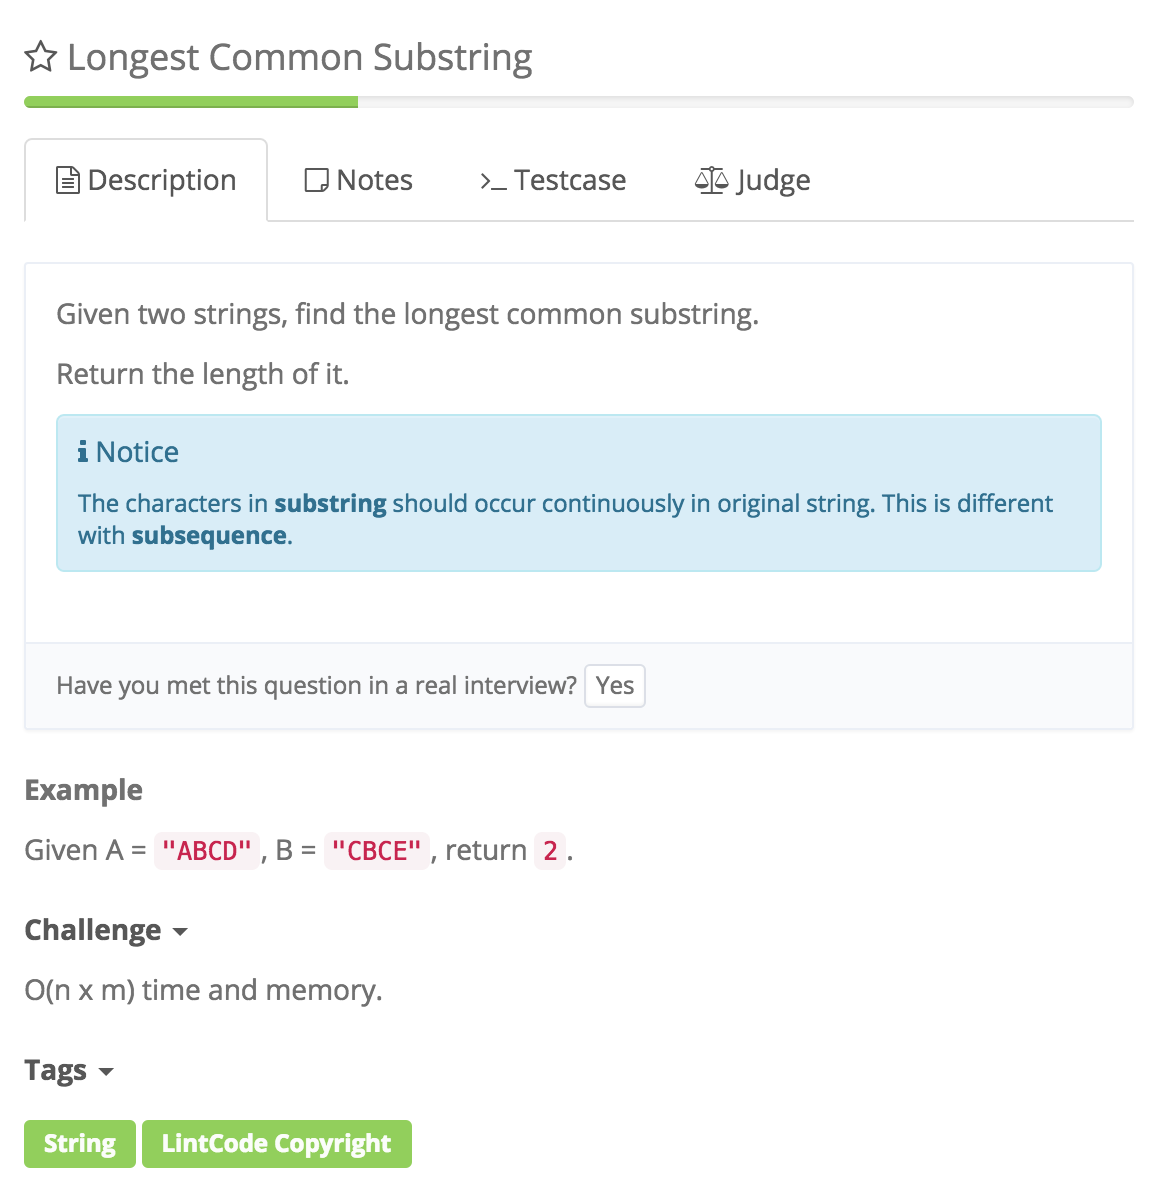 Longest Common Substring
Description
Notes
>_ Testcase
Judge
Given two strings, find the longest common substring.
Return the length of it.
Notice
The characters in substring should occur continuously in original string. This is different
with subsequence.
Have you met this question in a real interview? Yes
Example
Given A = "ABCD", B = "CBCE", return 2.
Challenge
O(n x m) time and memory.
Tags
String LintCode Copyright